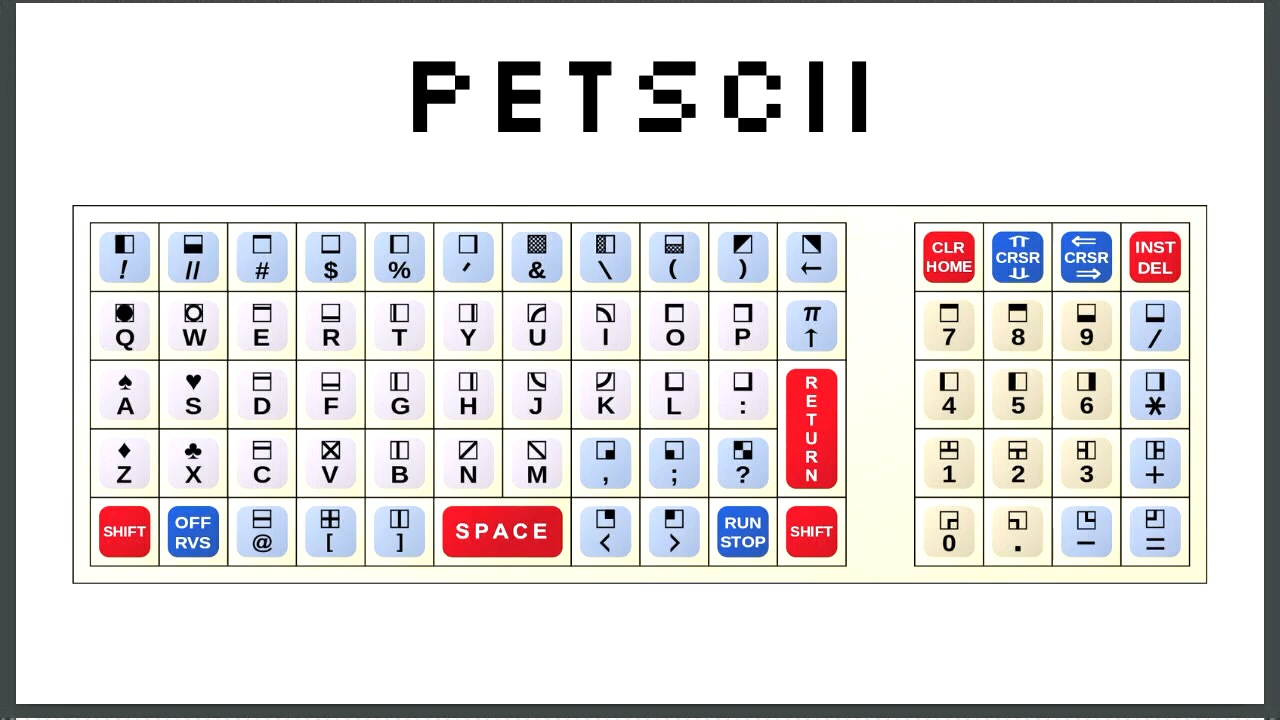 PETSCII
! // # $ % ′ & \ ( ) ← CLR HOME ⇑ CRSR ⇓ ⇐ CRSR ⇒ INST DEL
Q W E R T Y U I O P π ↑ 7 8 9 /
♠ ♥ A S D F G H J K L : RETURN 4 5 6 *
♦ ♣ Z X C V B N M , ; ? 1 2 3 +
SHIFT OFF RVS @ [ ] SPACE < > RUN STOP SHIFT 0 . − =